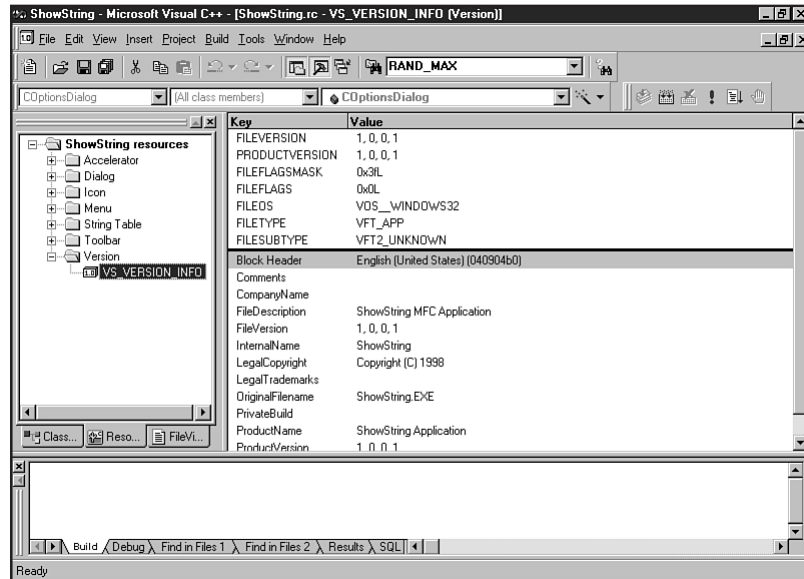 ShowString - Microsoft Visual C++ - [ShowString.rc - VS_VERSION_INFO (Version)]
File Edit View Insert Project Build Tools Window Help
RAND_MAX
COptionsDialog (All class members) COptionsDialog
Key Value
ShowString resources
Accelerator
Dialog
Icon
Menu
String Table
Toolbar
Version
1.0 VS_VERSION_INFO
FILEVERSION 1, 0, 0, 1
PRODUCTVERSION 1, 0, 0, 1
FILEFLAGSMASK 0x3fL
FILEFLAGS 0x0L
FILEOS VOS__WINDOWS32
FILETYPE VFT_APP
FILESUBTYPE VFT2_UNKNOWN
Block Header English (United States) (040904b0)
Comments
CompanyName
FileDescription ShowString MFC Application
FileVersion 1, 0, 0, 1
InternalName ShowString
LegalCopyright Copyright (C) 1998
LegalTrademarks
OriginalFilename ShowString.EXE
PrivateBuild
ProductName ShowString Application
ProductVersion 1, 0, 0, 1
Class... Reso... FileVi...
Build Debug Find in Files 1 Find in Files 2 Results SQL
Ready